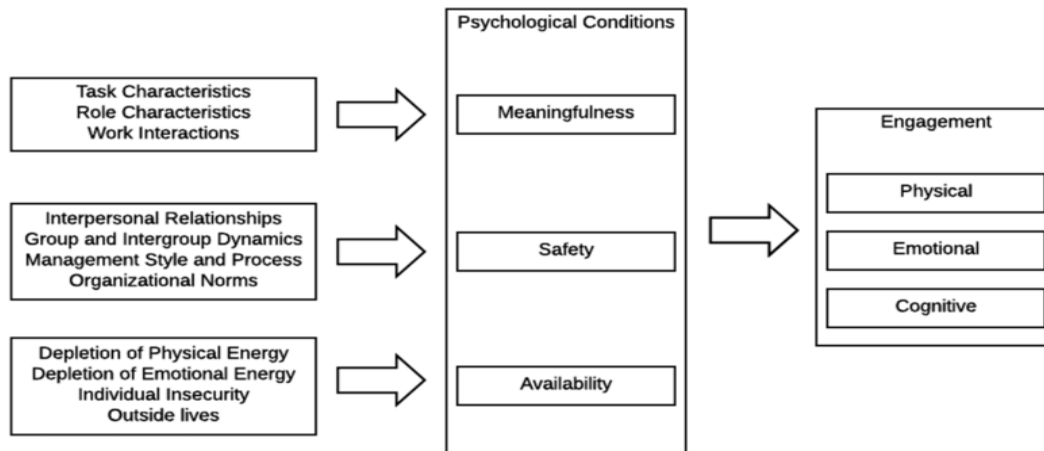 Psychological Conditions
Task Characteristics
Role Characteristics
Work Interactions
Meaningfulness
Interpersonal Relationships
Group and Intergroup Dynamics
Management Style and Process
Organizational Norms
Safety
Depletion of Physical Energy
Depletion of Emotional Energy
Individual Insecurity
Outside lives
Availability
Engagement
Physical
Emotional
Cognitive